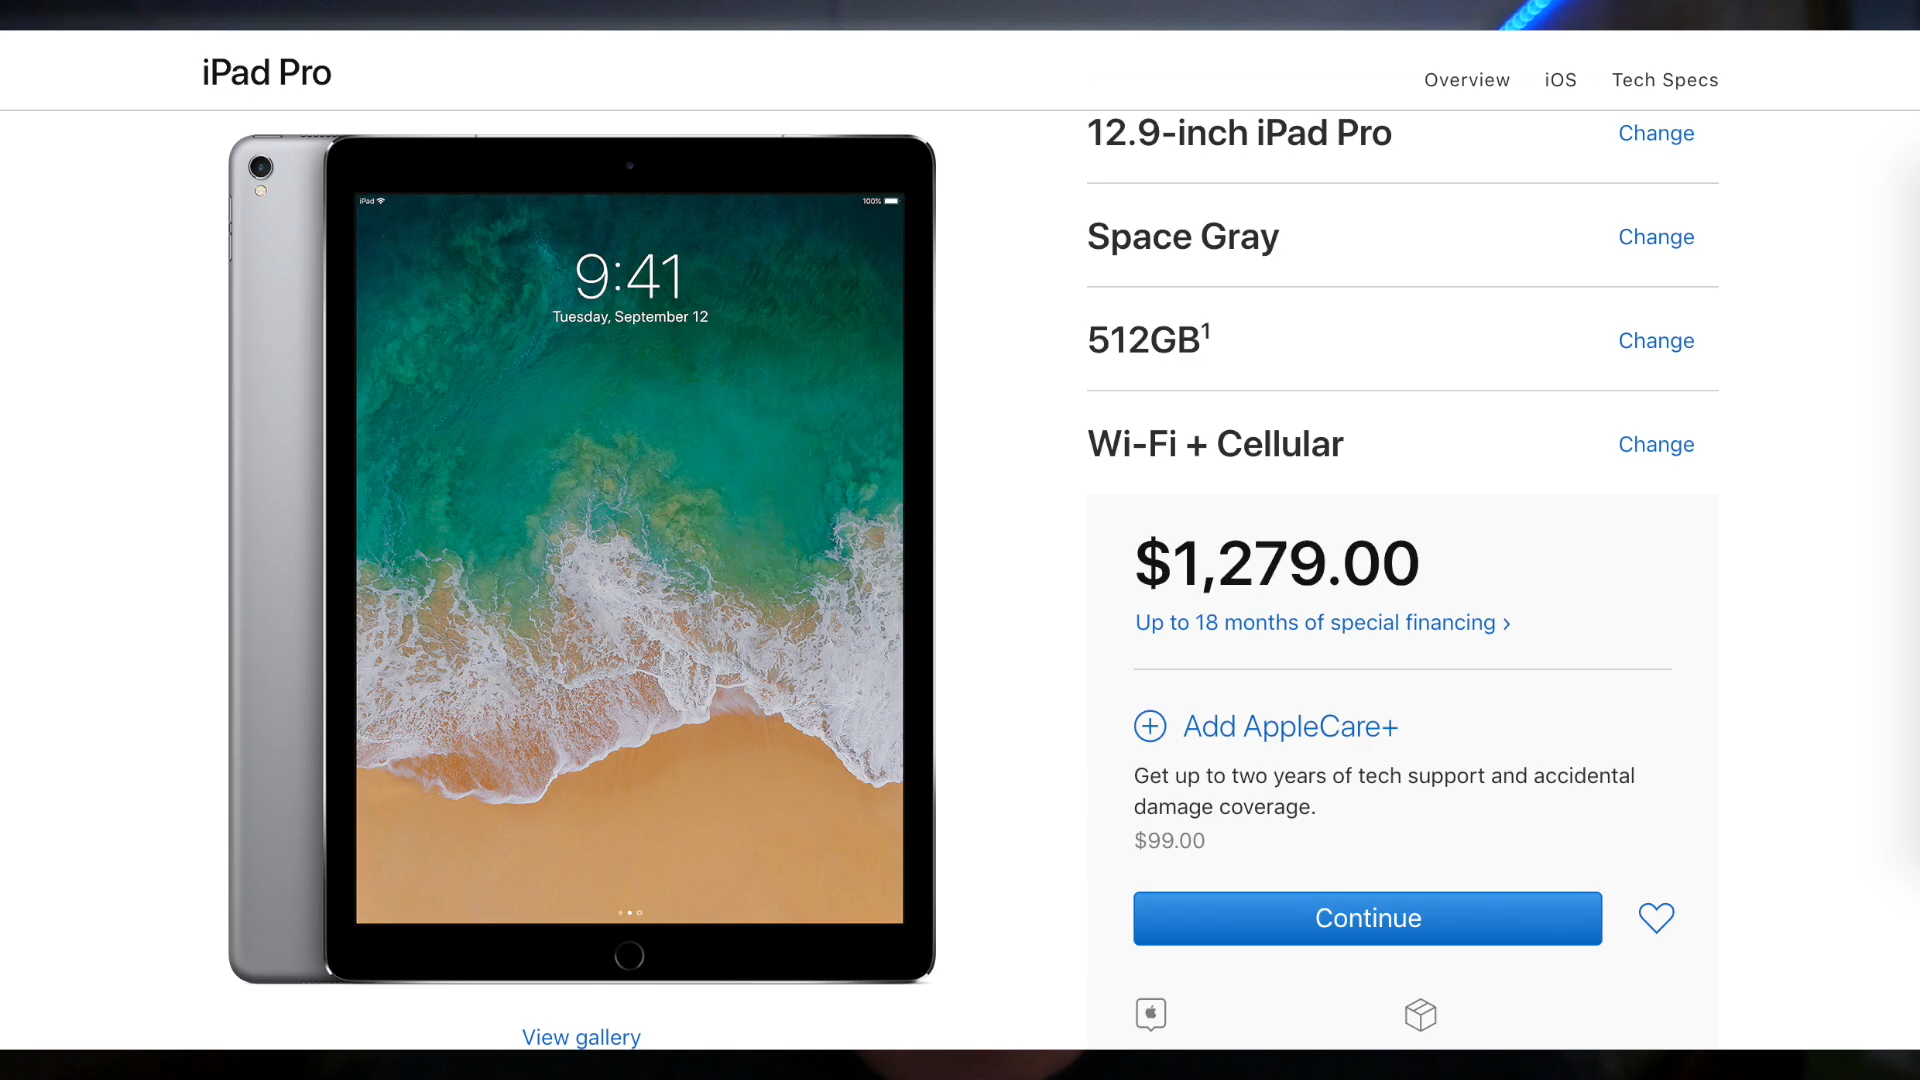 iPad Pro
Overview
iOS
Tech Specs
12.9-inch iPad Pro
Change
Space Gray
Change
512GB¹
Change
Wi-Fi + Cellular
Change
iPad
100%
9:41
Tuesday, September 12
$1,279.00
Up to 18 months of special financing ›
Add AppleCare+
Get up to two years of tech support and accidental
damage coverage.
$99.00
Continue
View gallery